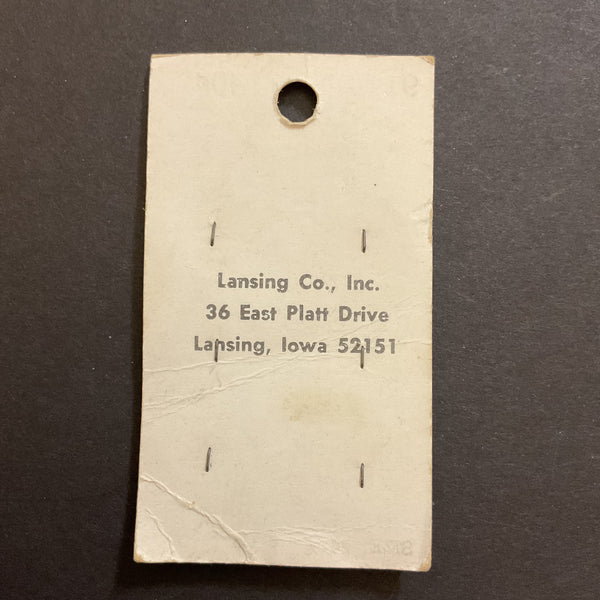 Lansing Co., Inc.
36 East Platt Drive
Lansing, Iowa 52151